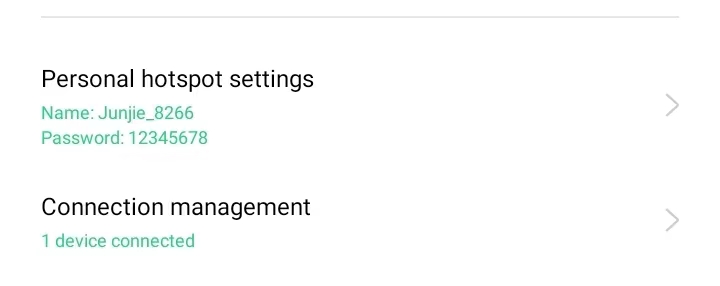 Personal hotspot settings
Name: Junjie_8266
Password: 12345678
Connection management
1 device connected